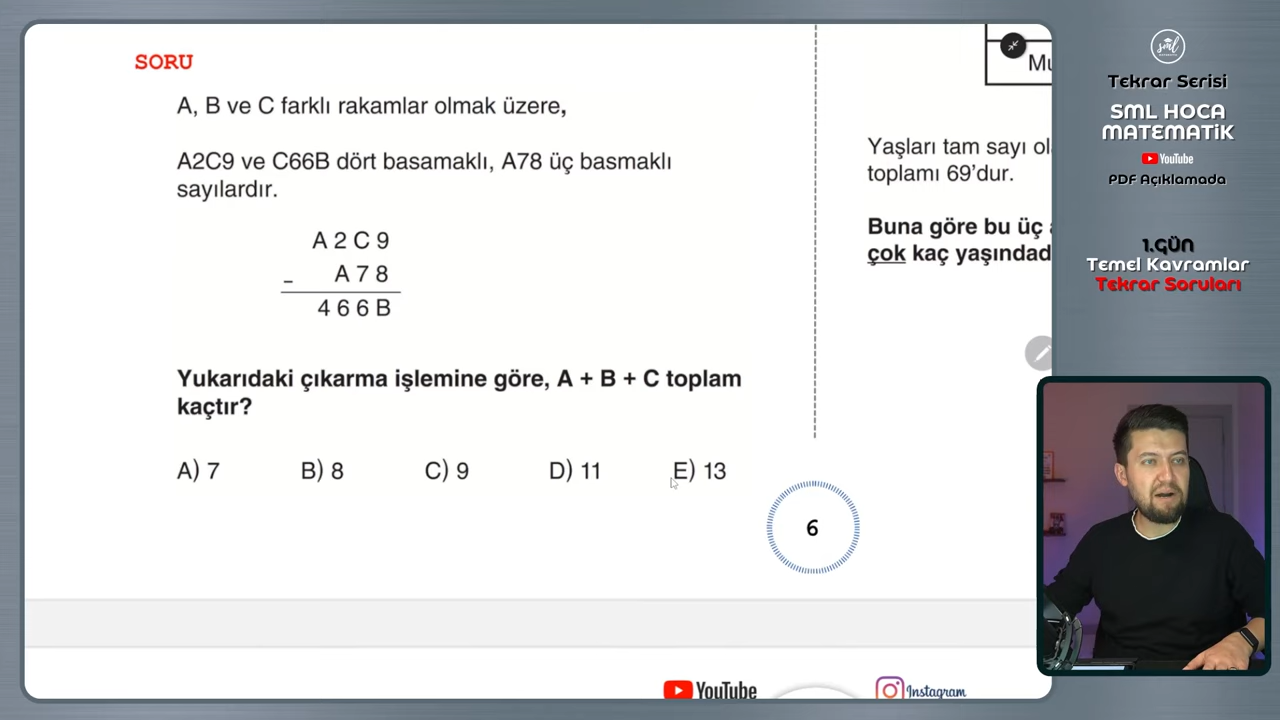 SORU
A, B ve C farklı rakamlar olmak üzere,
A2C9 ve C66B dört basamaklı, A78 üç basmaklı
sayılardır.
A 2 C 9
- A 7 8
4 6 6 B
Yukarıdaki çıkarma işlemine göre, A + B + C toplam
kaçtır?
A) 7 B) 8 C) 9 D) 11 E) 13
6
Mu
Yaşları tam sayı ol
toplamı 69'dur.
Buna göre bu üç a
çok kaç yaşındad
YouTube
Instagram
sml
Tekrar Serisi
SML HOCA
MATEMATİK
YouTube
PDF Açıklamada
1.GÜN
Temel Kavramlar
Tekrar Soruları